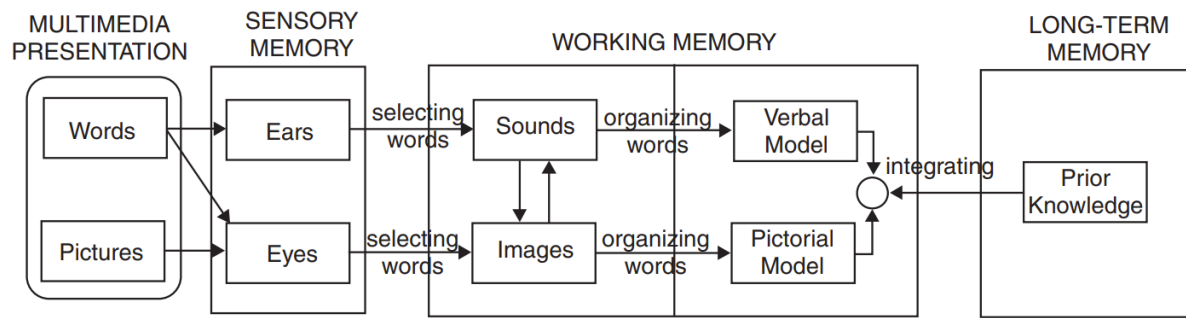 MULTIMEDIA
PRESENTATION
SENSORY
MEMORY
WORKING MEMORY
LONG-TERM
MEMORY
Words
Ears
selecting
words
Sounds
organizing
words
Verbal
Model
integrating
Prior
Knowledge
Pictures
Eyes
selecting
words
Images
organizing
words
Pictorial
Model